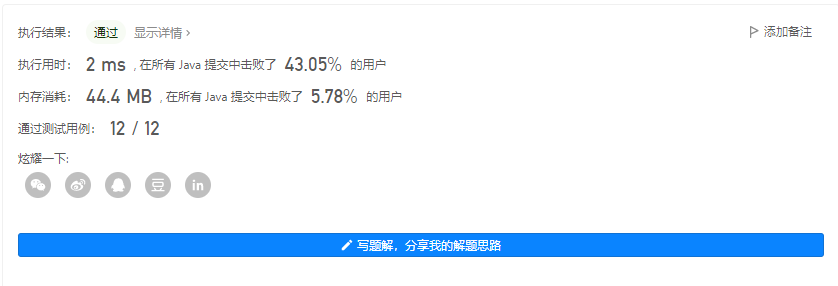 执行结果： 通过 显示详情 › 添加备注
执行用时： 2 ms , 在所有 Java 提交中击败了 43.05% 的用户
内存消耗： 44.4 MB , 在所有 Java 提交中击败了 5.78% 的用户
通过测试用例： 12 / 12
炫耀一下:
豆 in
写题解，分享我的解题思路